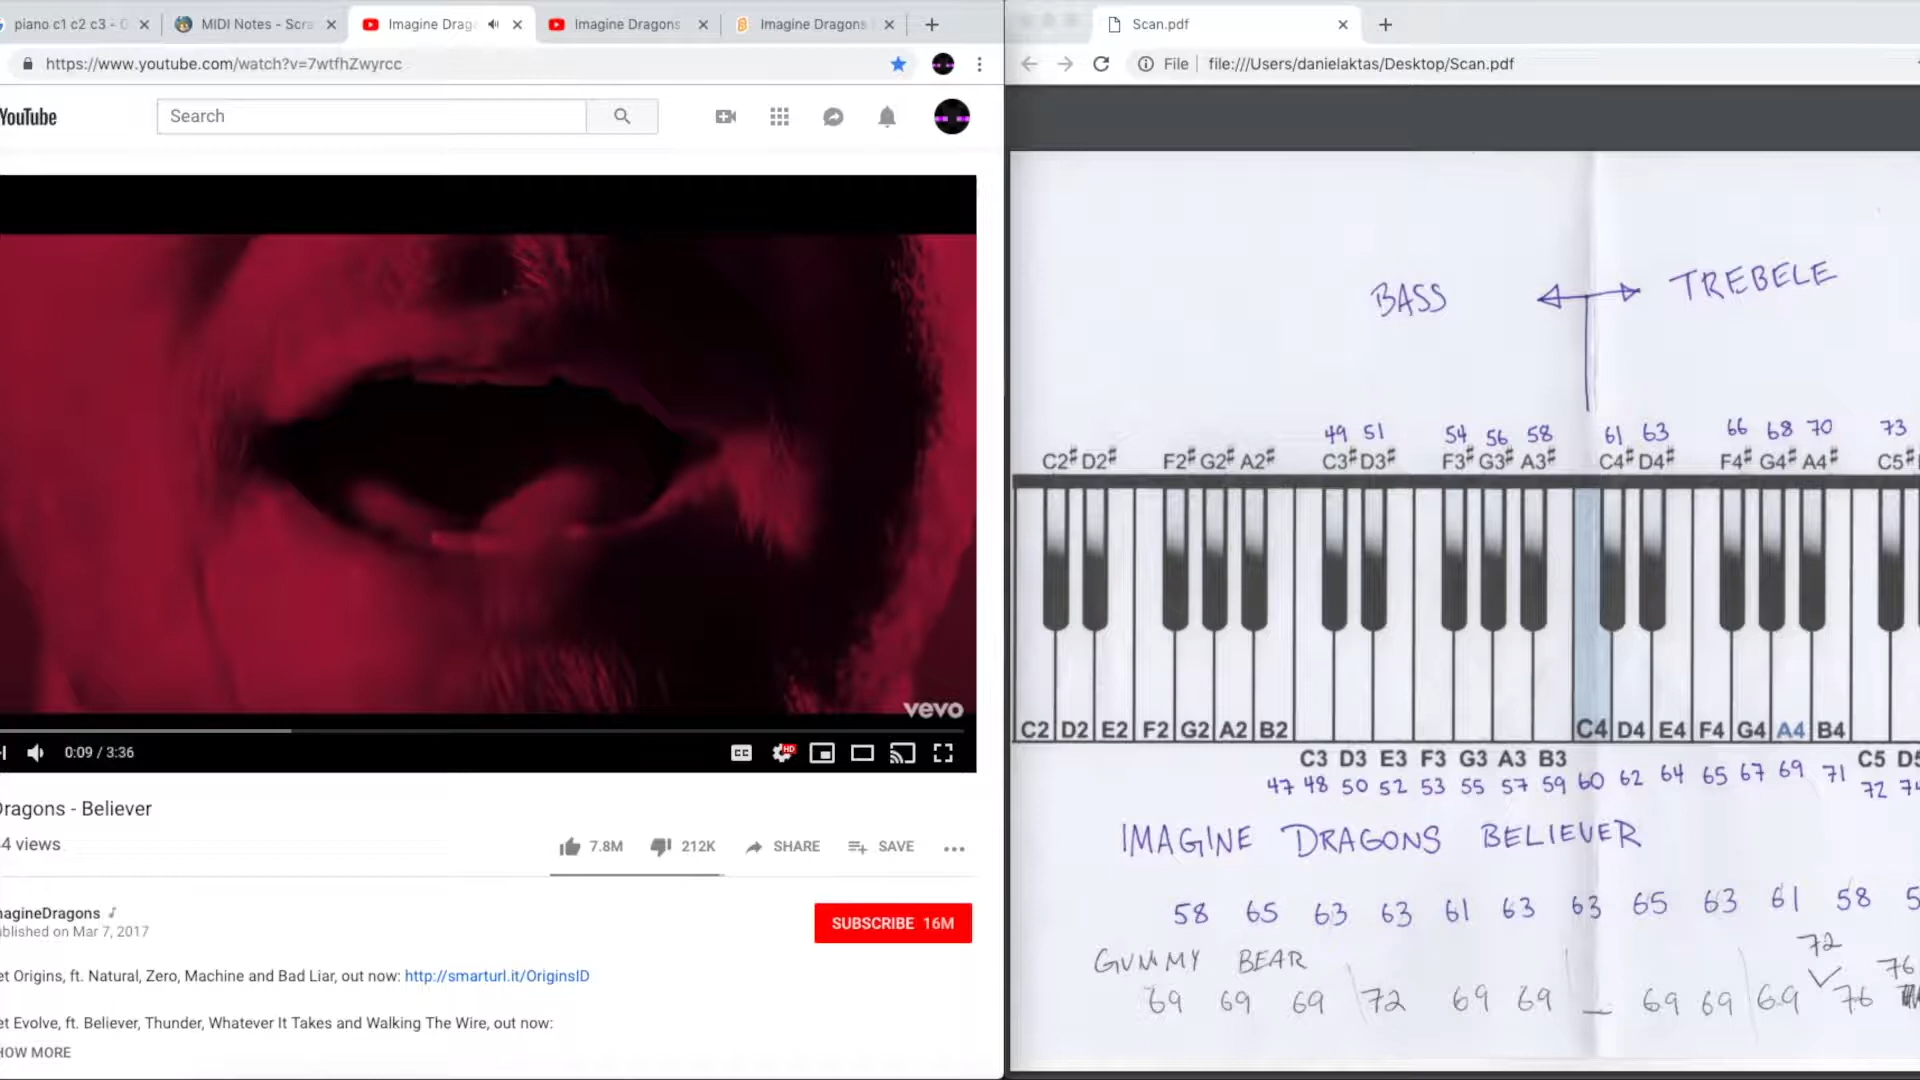 piano c1 c2 c3 -
MIDI Notes - Scra
Imagine Drag
Imagine Dragons
Imagine Dragons
https://www.youtube.com/watch?v=7wtfhZwyrcc
YouTube
Search
vevo
0:09 / 3:36
CC
HD
Dragons - Believer
4 views
7.8M
212K
SHARE
SAVE
magineDragons
blished on Mar 7, 2017
SUBSCRIBE 16M
et Origins, ft. Natural, Zero, Machine and Bad Liar, out now: http://smarturl.it/OriginsID
et Evolve, ft. Believer, Thunder, Whatever It Takes and Walking The Wire, out now:
HOW MORE
Scan.pdf
File file:///Users/danielaktas/Desktop/Scan.pdf
BASS TREBELE
49 51 54 56 58 61 63 66 68 70 73
C2# D2# F2# G2# A2# C3# D3# F3# G3# A3# C4# D4# F4# G4# A4# C5#
C2 D2 E2 F2 G2 A2 B2 C4 D4 E4 F4 G4 A4 B4
C3 D3 E3 F3 G3 A3 B3 C5 D5
47 48 50 52 53 55 57 59 60 62 64 65 67 69 71 72 74
IMAGINE DRAGONS BELIEVER
58 65 63 63 61 63 63 65 63 61 58 5
72
GUMMY BEAR 76
69 69 69 72 69 69 _ 69 69 69 76